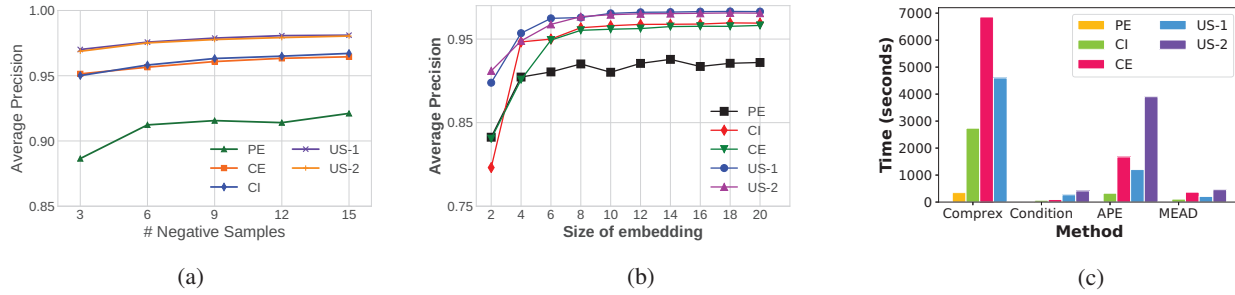 Average Precision
1.00
0.95
0.90
0.85
3 6 9 12 15
# Negative Samples
PE US-1
CE US-2
CI
(a)
Average Precision
0.95
0.85
0.75
2 4 6 8 10 12 14 16 18 20
Size of embedding
PE
CI
CE
US-1
US-2
(b)
Time (seconds)
7000
6000
5000
4000
3000
2000
1000
0
PE US-1
CI US-2
CE
Comprex Condition APE MEAD
Method
(c)